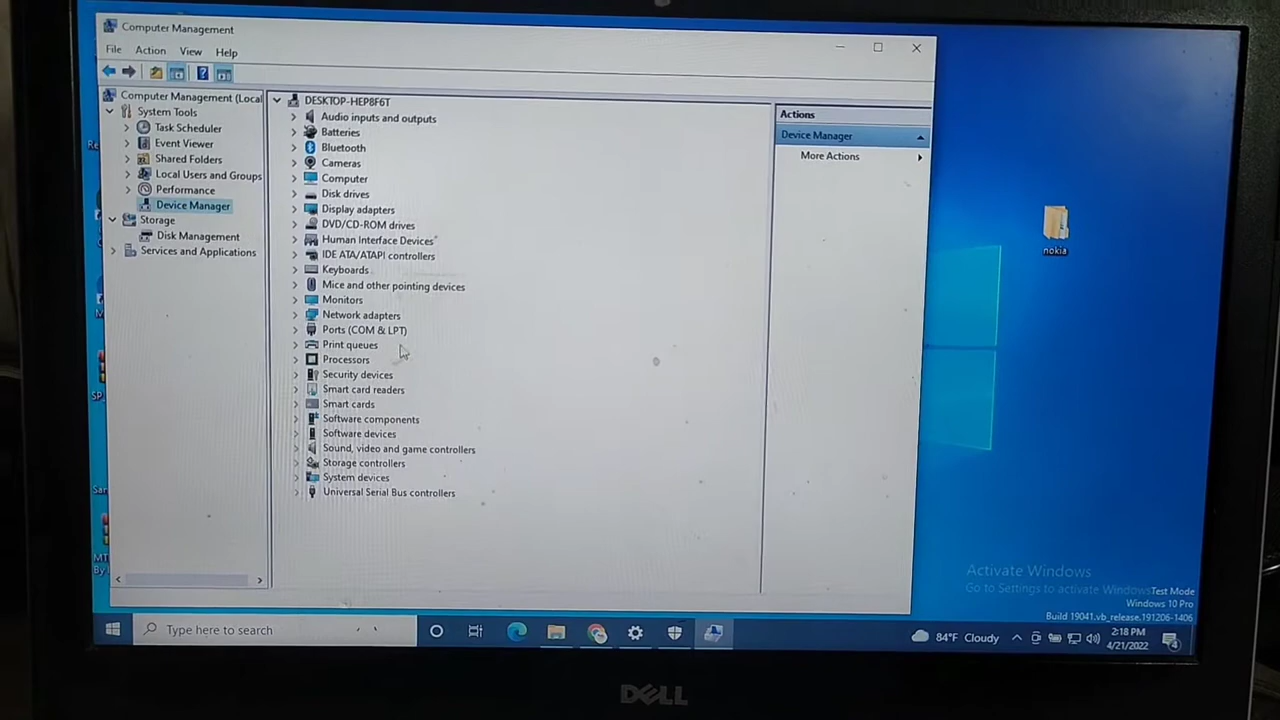 Computer Management
File Action View Help
Computer Management (Local
System Tools
Task Scheduler
Event Viewer
Shared Folders
Local Users and Groups
Performance
Device Manager
Storage
Disk Management
Services and Applications
DESKTOP-HEP8F6T
Audio inputs and outputs
Batteries
Bluetooth
Cameras
Computer
Disk drives
Display adapters
DVD/CD-ROM drives
Human Interface Devices
IDE ATA/ATAPI controllers
Keyboards
Mice and other pointing devices
Monitors
Network adapters
Ports (COM & LPT)
Print queues
Processors
Security devices
Smart card readers
Smart cards
Software components
Software devices
Sound, video and game controllers
Storage controllers
System devices
Universal Serial Bus controllers
Actions
Device Manager
More Actions
nokia
Activate Windows
Go to Settings to activate Windows
Test Mode
Windows 10 Pro
Build 19041.vb_release.191206-1406
Type here to search
84°F Cloudy
2:18 PM
4/21/2022
4
DELL